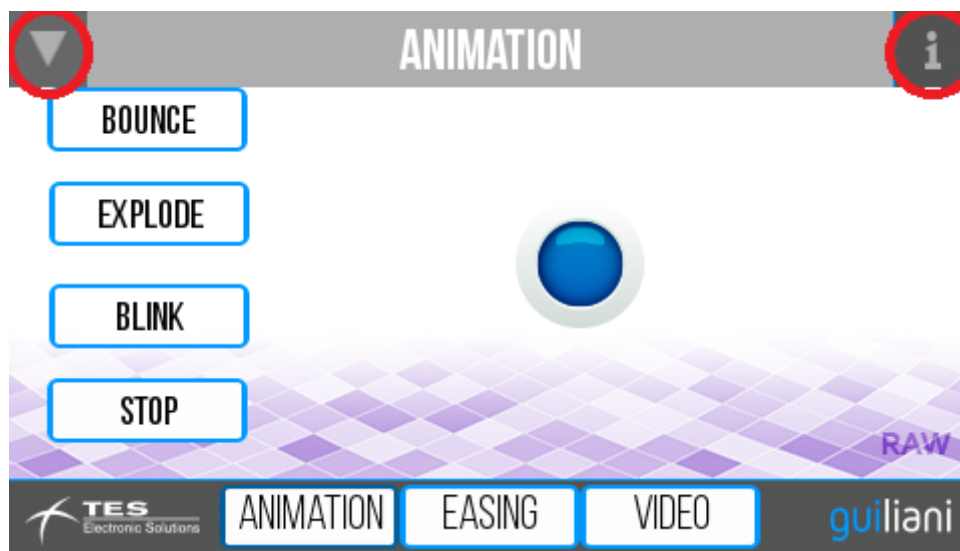 ANIMATION
i
BOUNCE
EXPLODE
BLINK
STOP
RAW
TES
Electronic Solutions
ANIMATION
EASING
VIDEO
guiliani